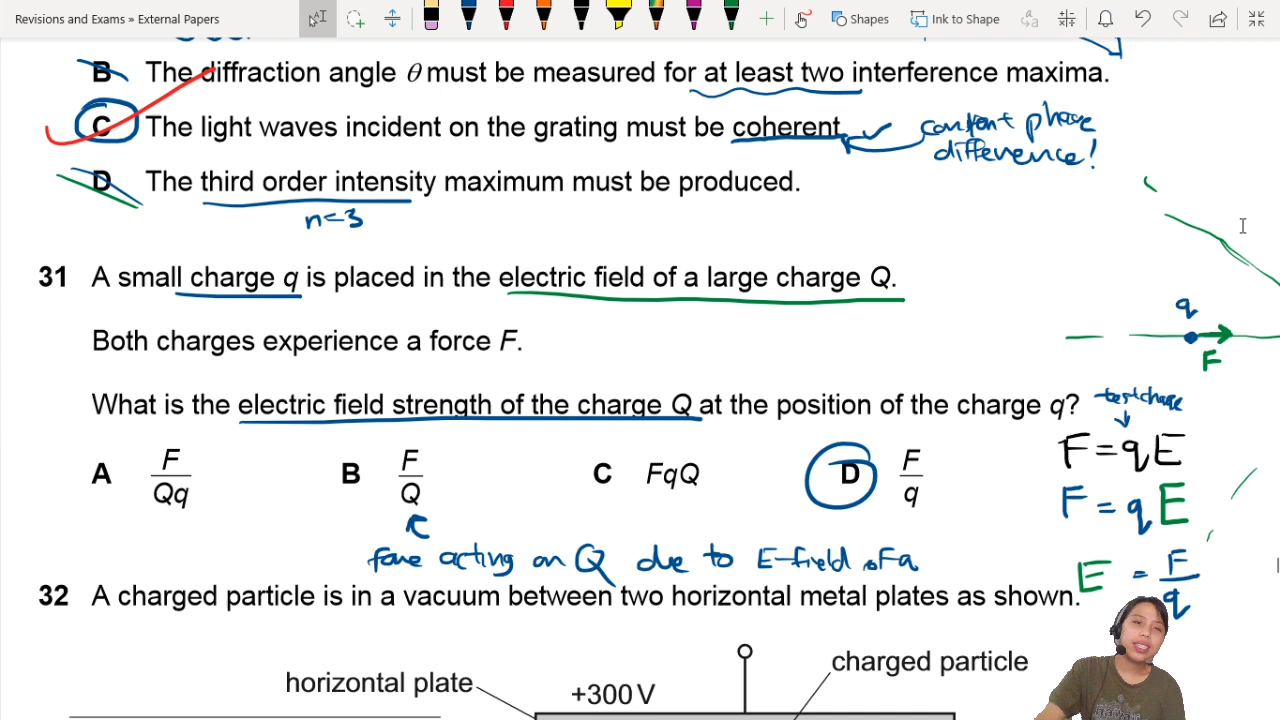 Revisions and Exams » External Papers
Shapes
Ink to Shape
B The diffraction angle θ must be measured for at least two interference maxima.
C The light waves incident on the grating must be coherent
constant phase
difference!
D The third order intensity maximum must be produced.
n=3
31 A small charge q is placed in the electric field of a large charge Q.
q
F
Both charges experience a force F.
What is the electric field strength of the charge Q at the position of the charge q?
test charge
F=qE
A F/Qq B F/Q C FqQ D F/q
F = qE
force acting on Q due to E-field of q
E = F/q
32 A charged particle is in a vacuum between two horizontal metal plates as shown.
charged particle
horizontal plate
+300 V